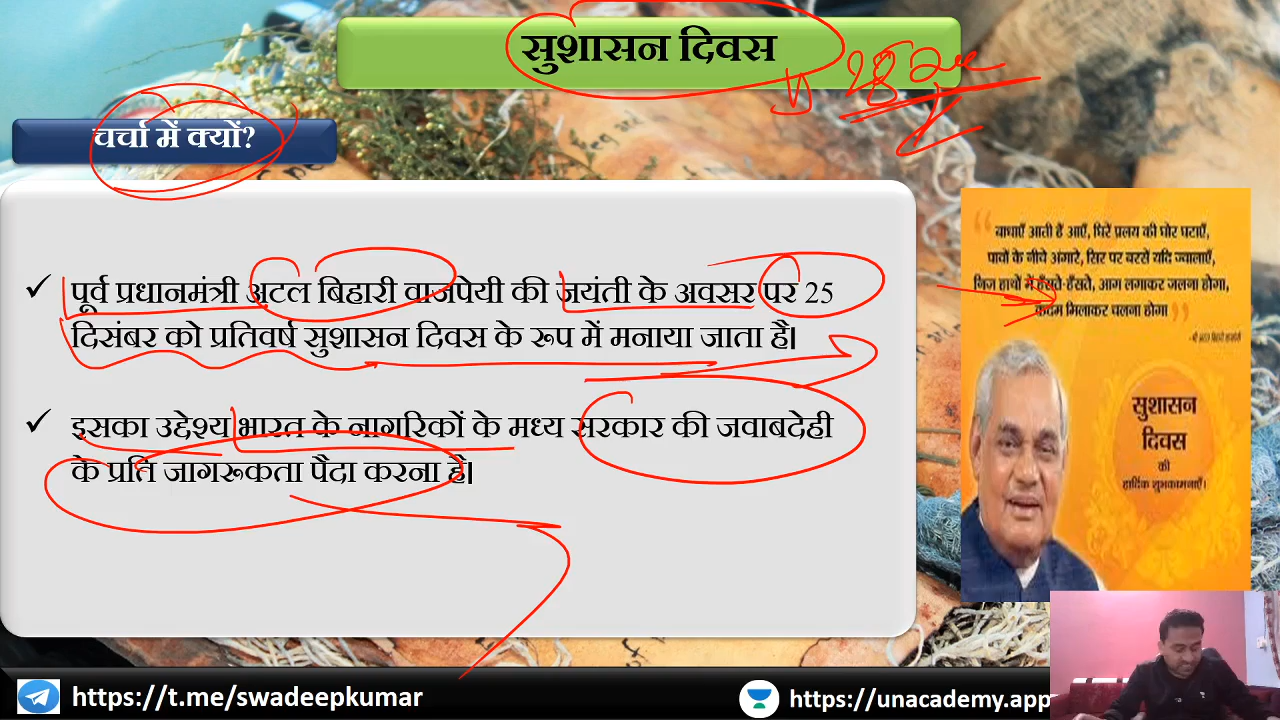 सुशासन दिवस
25 Dec
चर्चा में क्यों?
✓ पूर्व प्रधानमंत्री अटल बिहारी वाजपेयी की जयंती के अवसर पर 25
दिसंबर को प्रतिवर्ष सुशासन दिवस के रूप में मनाया जाता है।
✓ इसका उद्देश्य भारत के नागरिकों के मध्य सरकार की जवाबदेही
के प्रति जागरूकता पैदा करना है।
बाधाएँ आती हैं आएँ, घिरें प्रलय की घोर घटाएँ,
पावों के नीचे अंगारे, सिर पर बरसें यदि ज्वालाएँ,
निज हाथों में हँसते-हँसते, आग लगाकर जलना होगा,
कदम मिलाकर चलना होगा
सुशासन
दिवस
की
हार्दिक शुभकामनाएँ।
https://t.me/swadeepkumar
https://unacademy.app